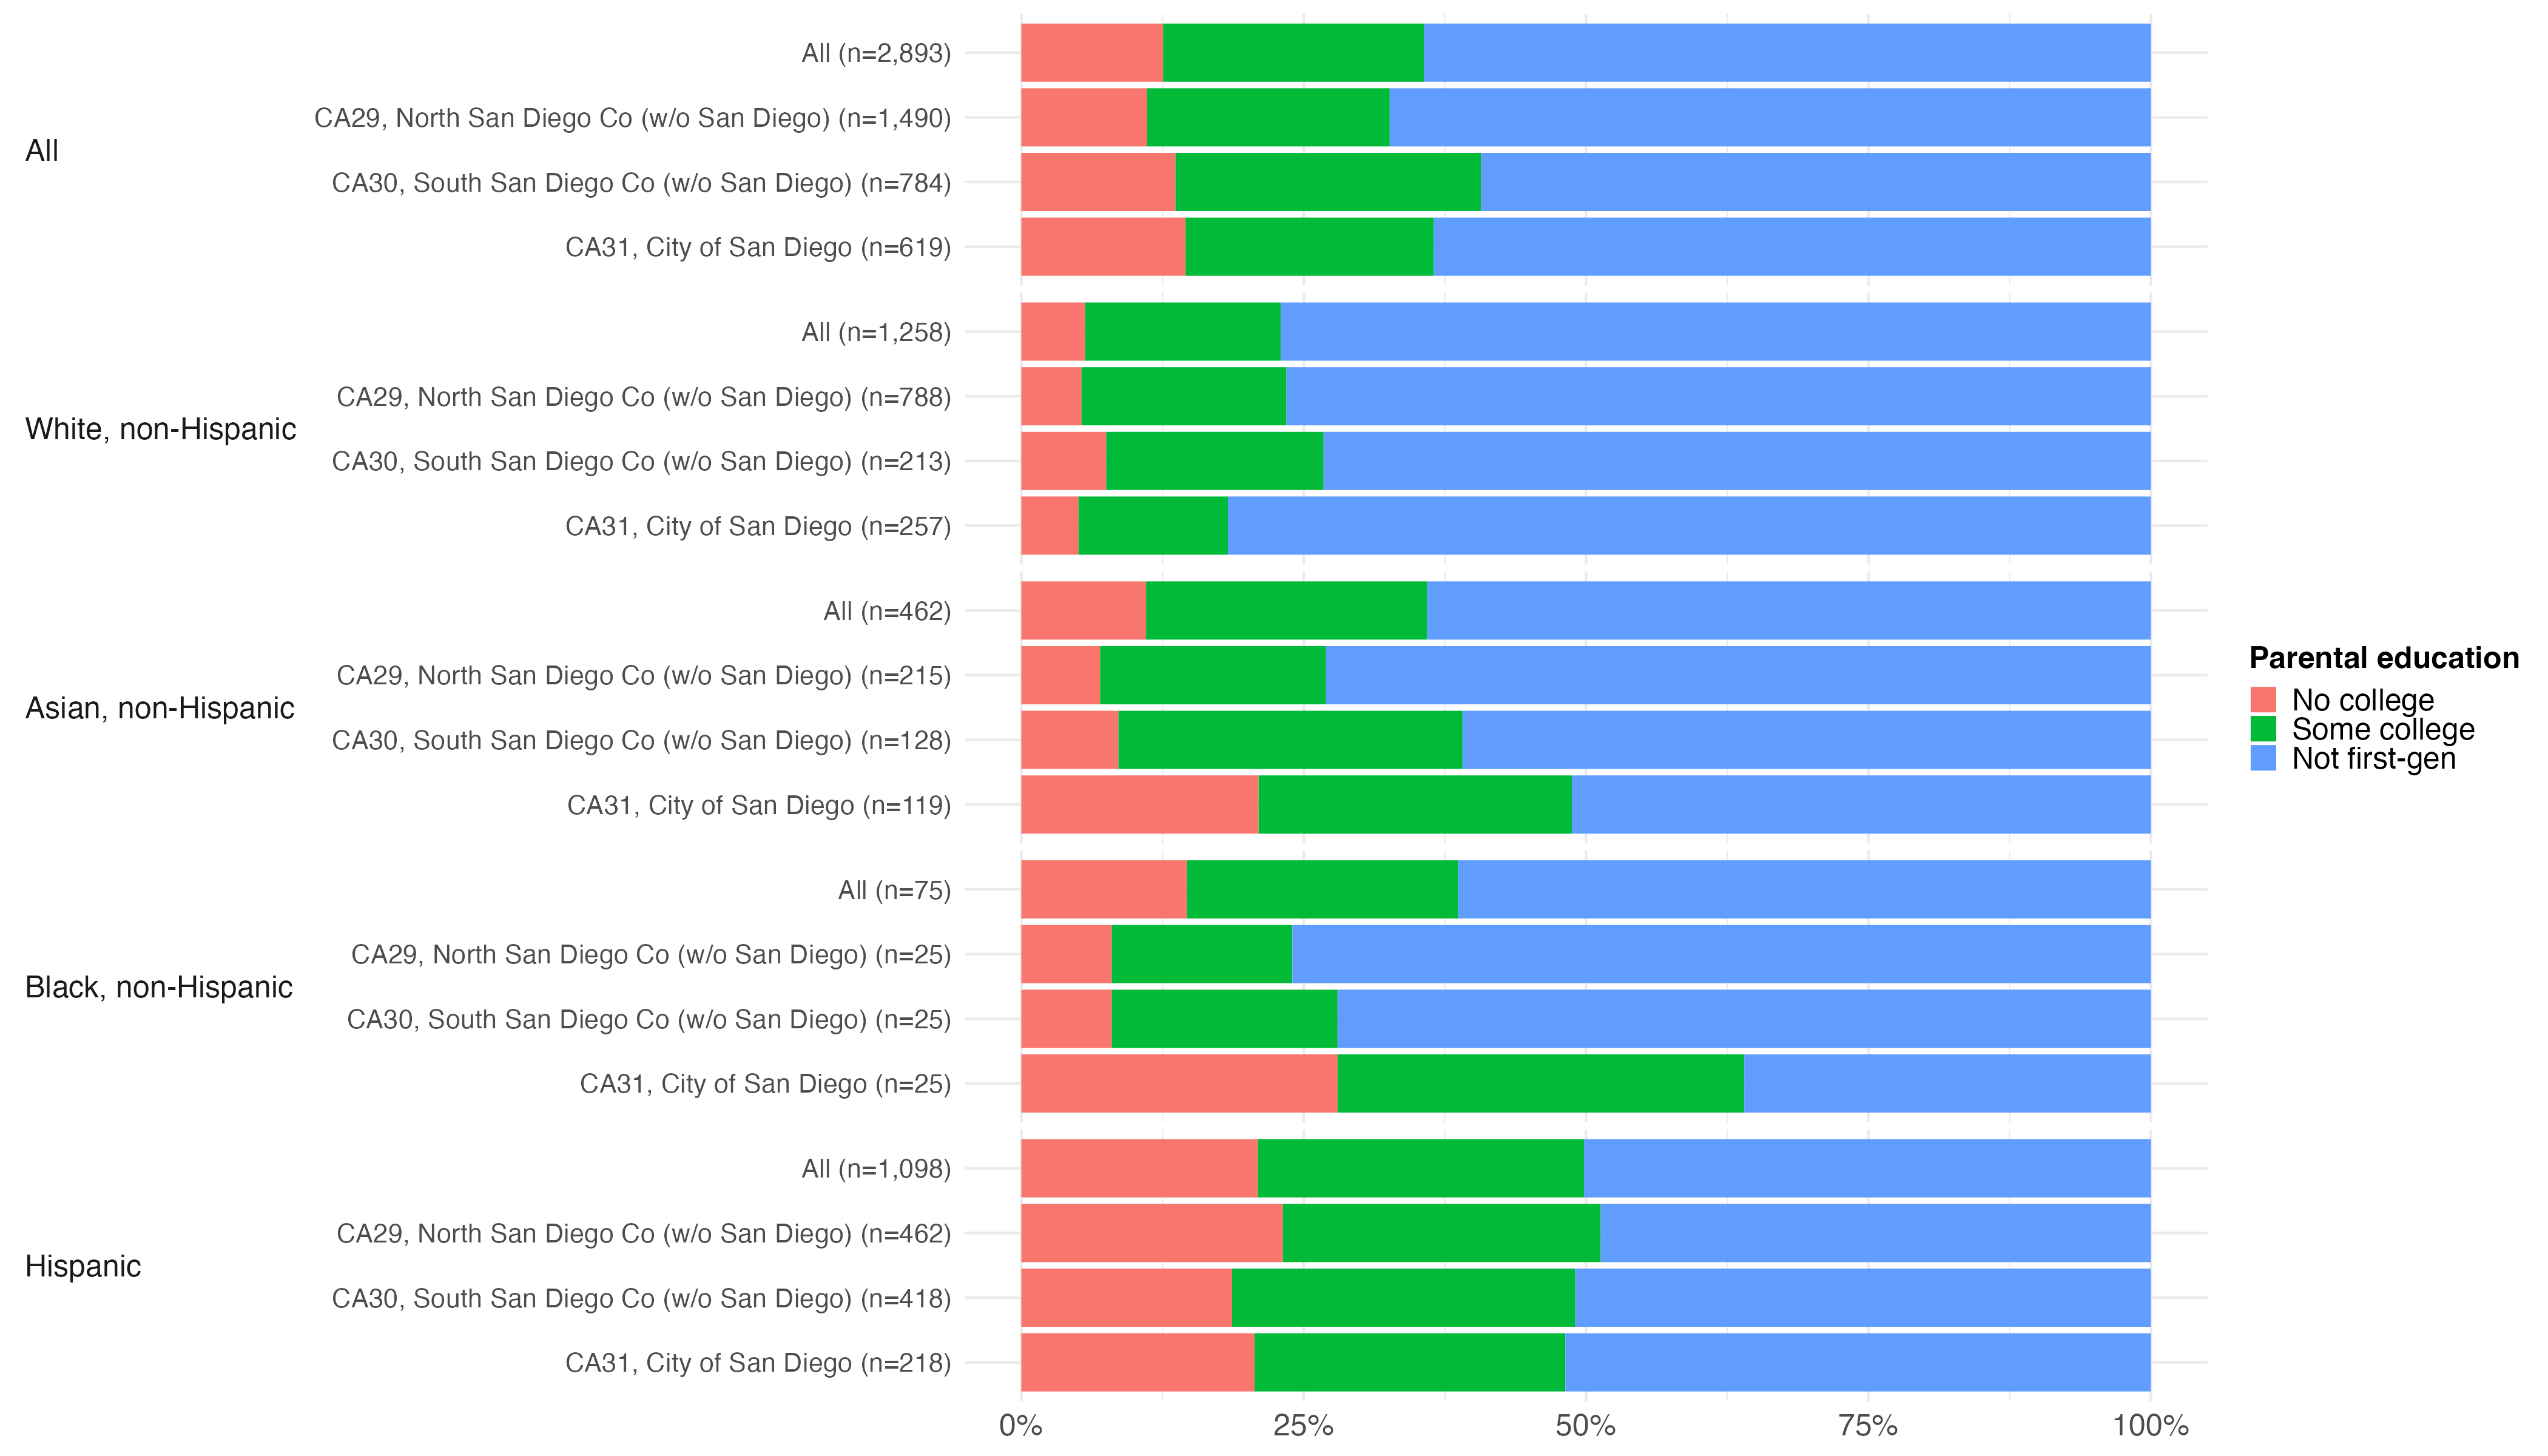 All
All (n=2,893)
CA29, North San Diego Co (w/o San Diego) (n=1,490)
CA30, South San Diego Co (w/o San Diego) (n=784)
CA31, City of San Diego (n=619)
White, non-Hispanic
All (n=1,258)
CA29, North San Diego Co (w/o San Diego) (n=788)
CA30, South San Diego Co (w/o San Diego) (n=213)
CA31, City of San Diego (n=257)
Asian, non-Hispanic
All (n=462)
CA29, North San Diego Co (w/o San Diego) (n=215)
CA30, South San Diego Co (w/o San Diego) (n=128)
CA31, City of San Diego (n=119)
Black, non-Hispanic
All (n=75)
CA29, North San Diego Co (w/o San Diego) (n=25)
CA30, South San Diego Co (w/o San Diego) (n=25)
CA31, City of San Diego (n=25)
Hispanic
All (n=1,098)
CA29, North San Diego Co (w/o San Diego) (n=462)
CA30, South San Diego Co (w/o San Diego) (n=418)
CA31, City of San Diego (n=218)
0% 25% 50% 75% 100%
Parental education
No college
Some college
Not first-gen